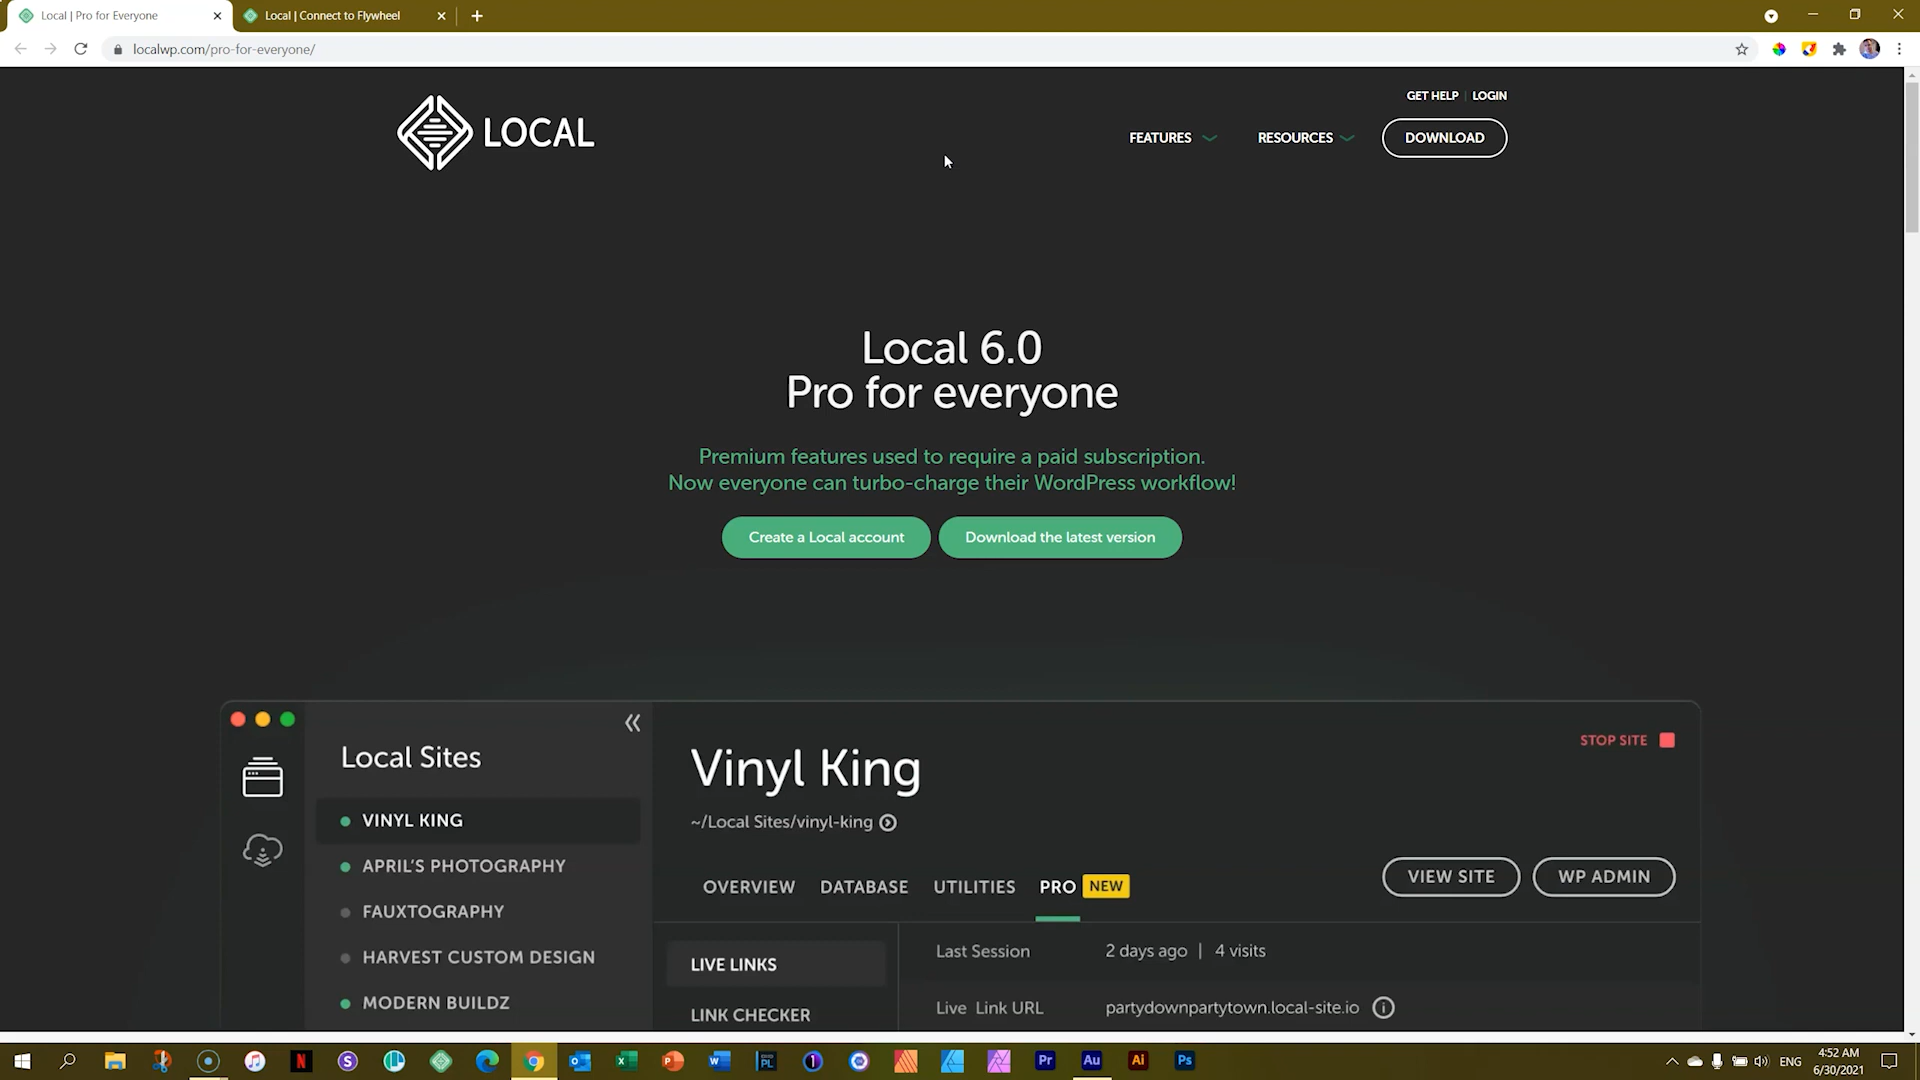 Local | Pro for Everyone
Local | Connect to Flywheel
localwp.com/pro-for-everyone/
GET HELP | LOGIN
LOCAL
FEATURES
RESOURCES
DOWNLOAD
Local 6.0
Pro for everyone
Premium features used to require a paid subscription.
Now everyone can turbo-charge their WordPress workflow!
Create a Local account
Download the latest version
Local Sites
VINYL KING
APRIL'S PHOTOGRAPHY
FAUXTOGRAPHY
HARVEST CUSTOM DESIGN
MODERN BUILDZ
Vinyl King
STOP SITE
~/Local Sites/vinyl-king
OVERVIEW DATABASE UTILITIES PRO NEW
VIEW SITE
WP ADMIN
LIVE LINKS
LINK CHECKER
Last Session 2 days ago | 4 visits
Live Link URL partydownpartytown.local-site.io
Pr
Au
Ai
Ps
ENG
4:52 AM
6/30/2021